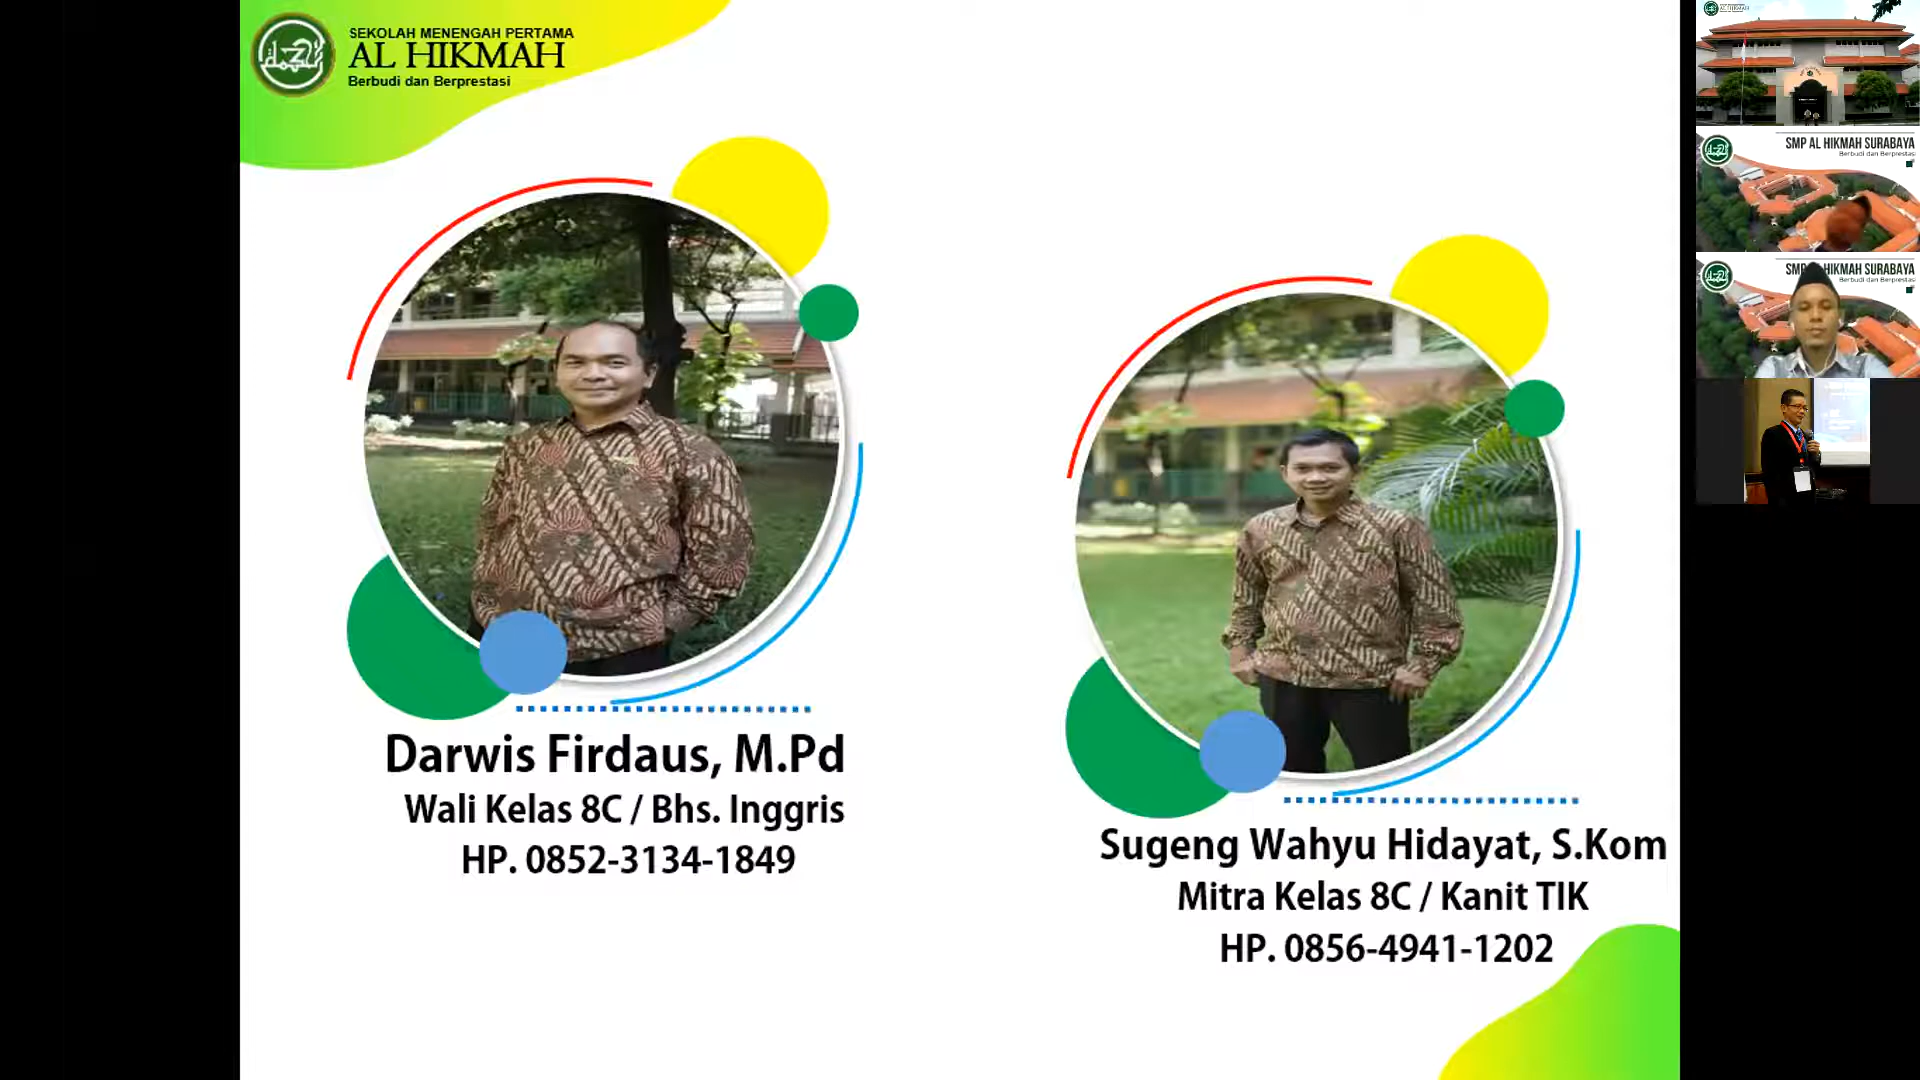 SEKOLAH MENENGAH PERTAMA
AL HIKMAH
Berbudi dan Berprestasi
Darwis Firdaus, M.Pd
Wali Kelas 8C / Bhs. Inggris
HP. 0852-3134-1849
Sugeng Wahyu Hidayat, S.Kom
Mitra Kelas 8C / Kanit TIK
HP. 0856-4941-1202
AL HIKMAH
SMP AL HIKMAH SURABAYA
Berbudi dan Berprestasi
HIKMAH SURABAYA
Berbudi dan Berprestasi